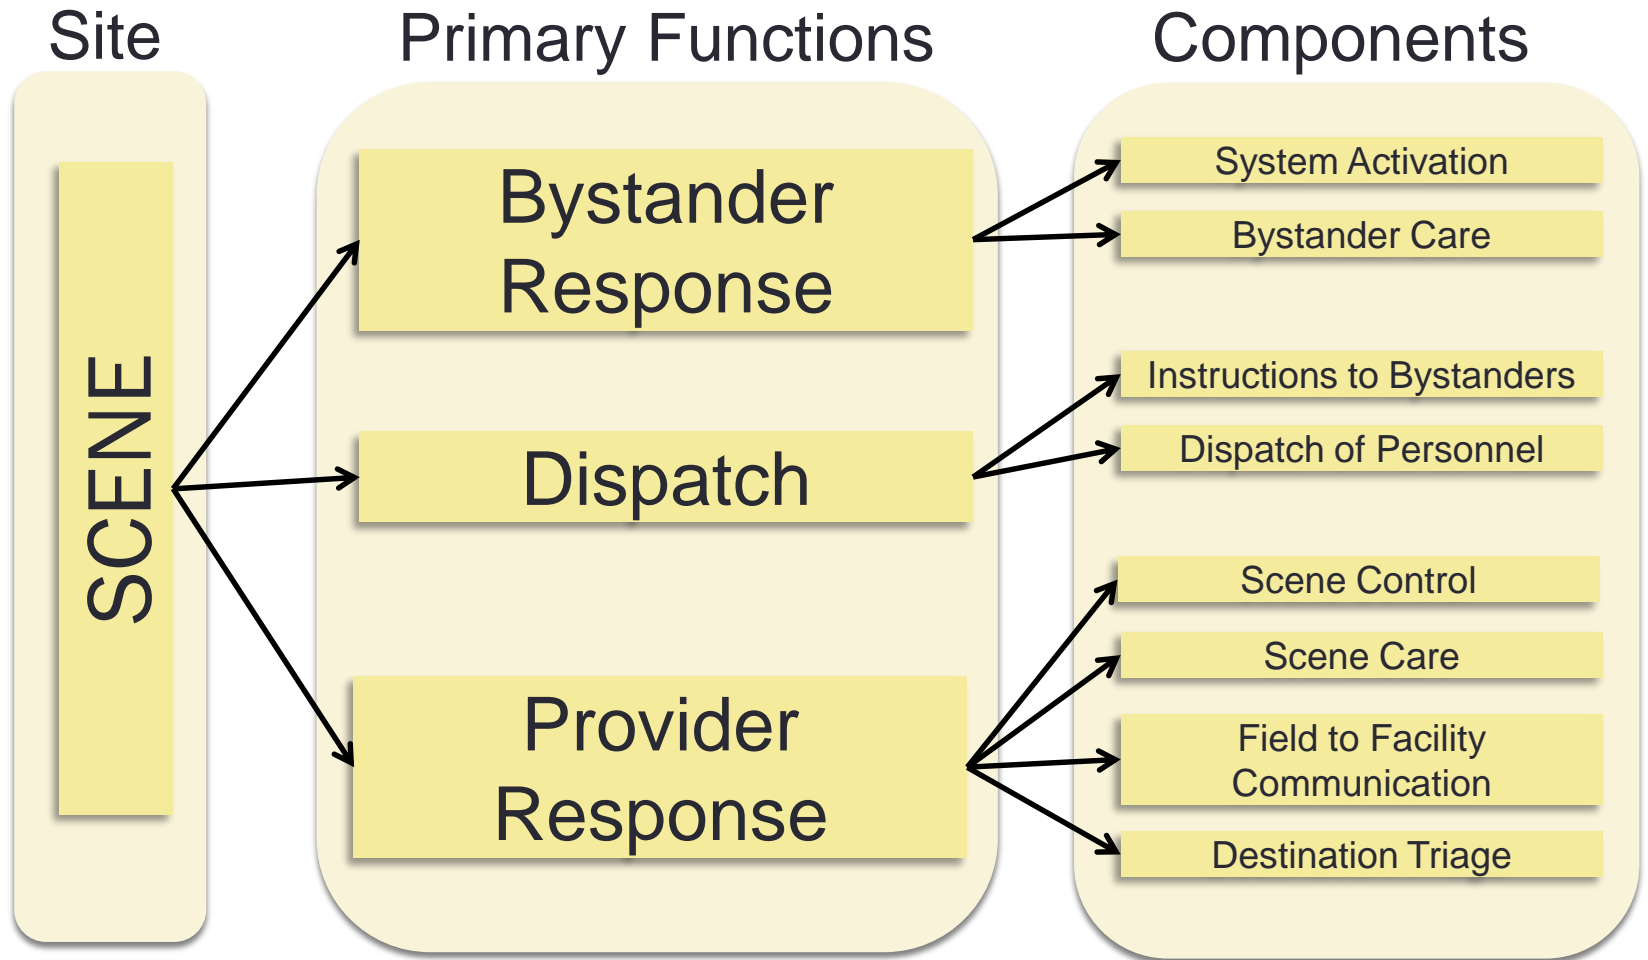 Site
Primary Functions
Components
SCENE
Bystander
Response
Dispatch
Provider
Response
System Activation
Bystander Care
Instructions to Bystanders
Dispatch of Personnel
Scene Control
Scene Care
Field to Facility
Communication
Destination Triage